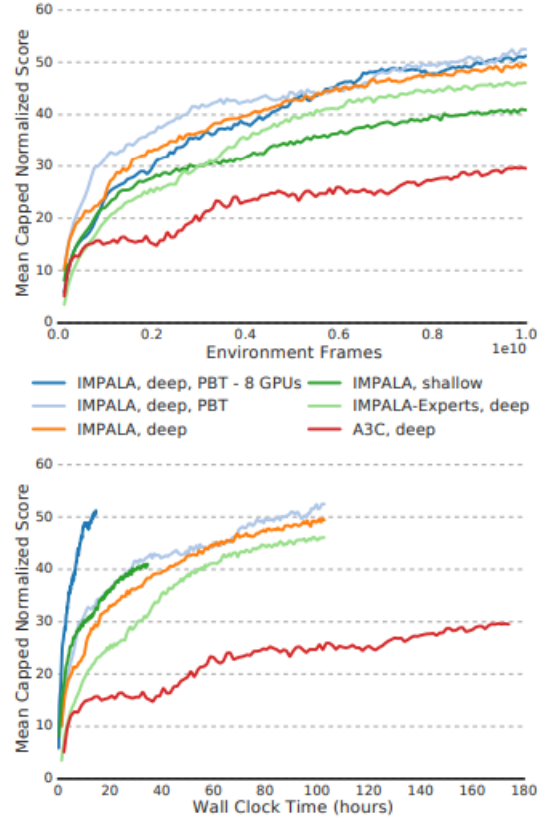 60
50
40
30
20
10
0
Mean Capped Normalized Score
0.0 0.2 0.4 0.6 0.8 1.0
Environment Frames
1e10
IMPALA, deep, PBT - 8 GPUs
IMPALA, shallow
IMPALA, deep, PBT
IMPALA-Experts, deep
IMPALA, deep
A3C, deep
60
50
40
30
20
10
0
Mean Capped Normalized Score
0 20 40 60 80 100 120 140 160 180
Wall Clock Time (hours)